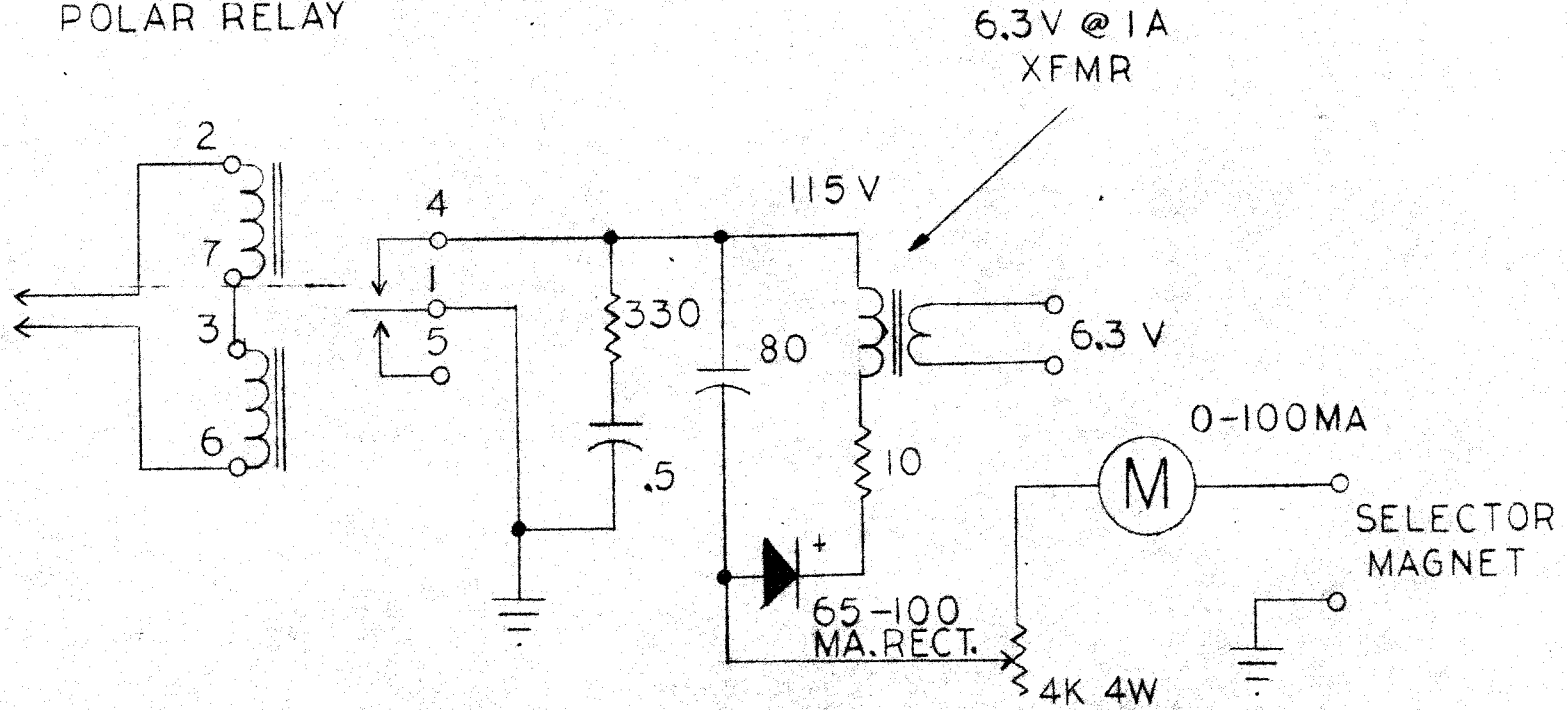 POLAR RELAY
6.3V @ 1A
XFMR
2
7
3
6
4
1
5
115V
330
.5
80
10
6.3 V
+
65-100
MA. RECT.
0-100MA
M
SELECTOR
MAGNET
4K 4W